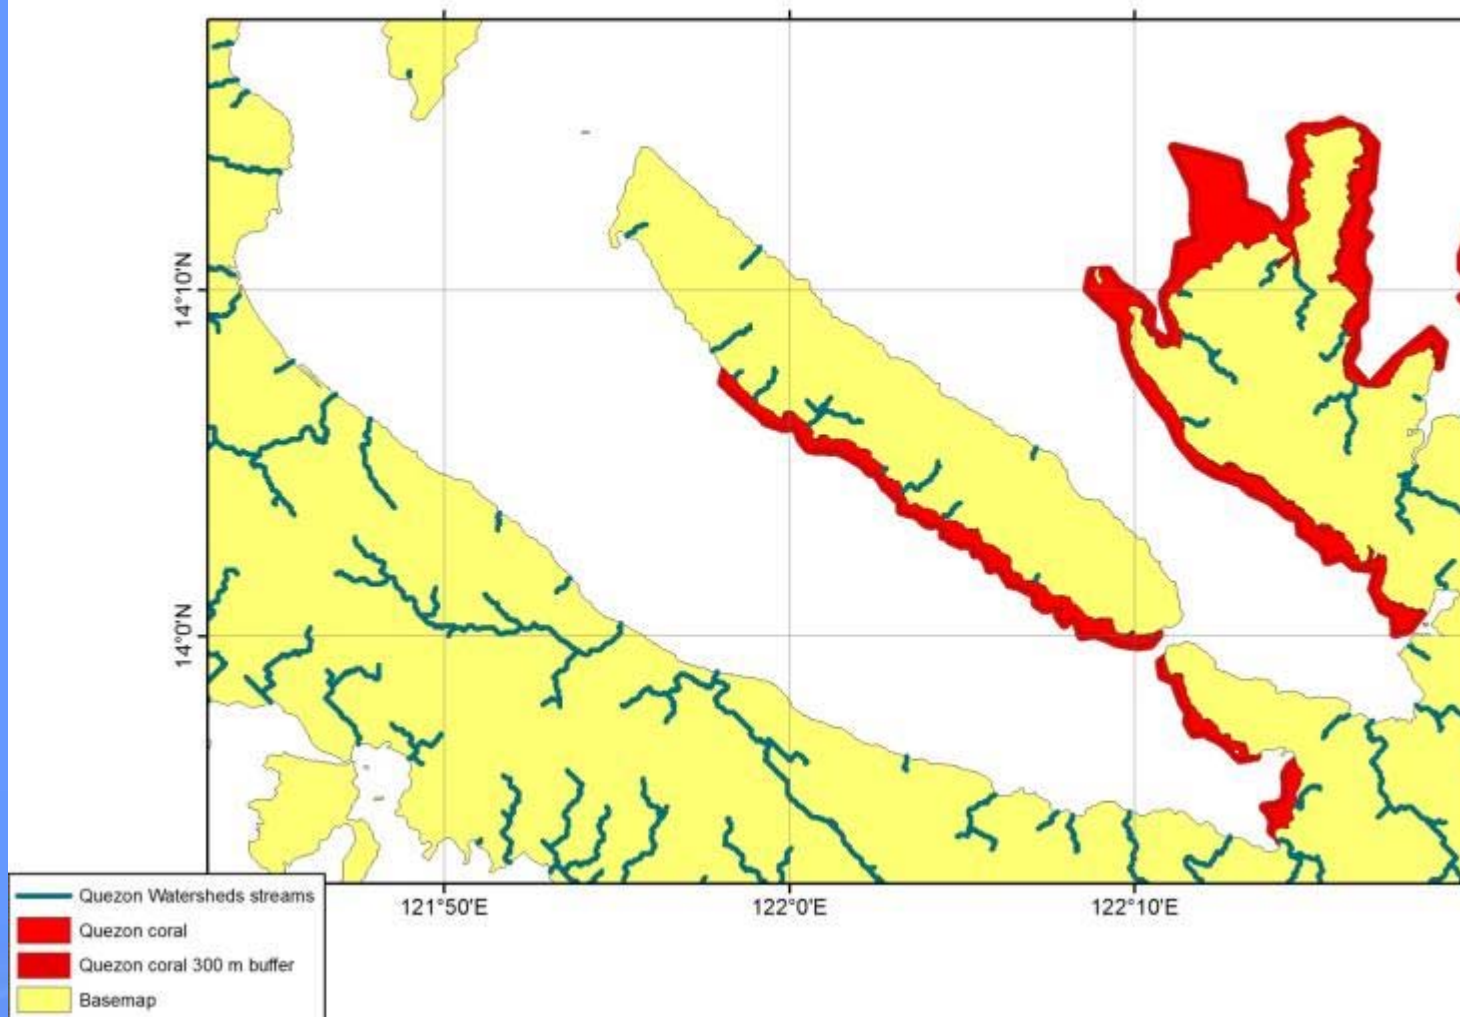 14°10'N
14°0'N
121°50'E
122°0'E
122°10'E
Quezon Watersheds streams
Quezon coral
Quezon coral 300 m buffer
Basemap